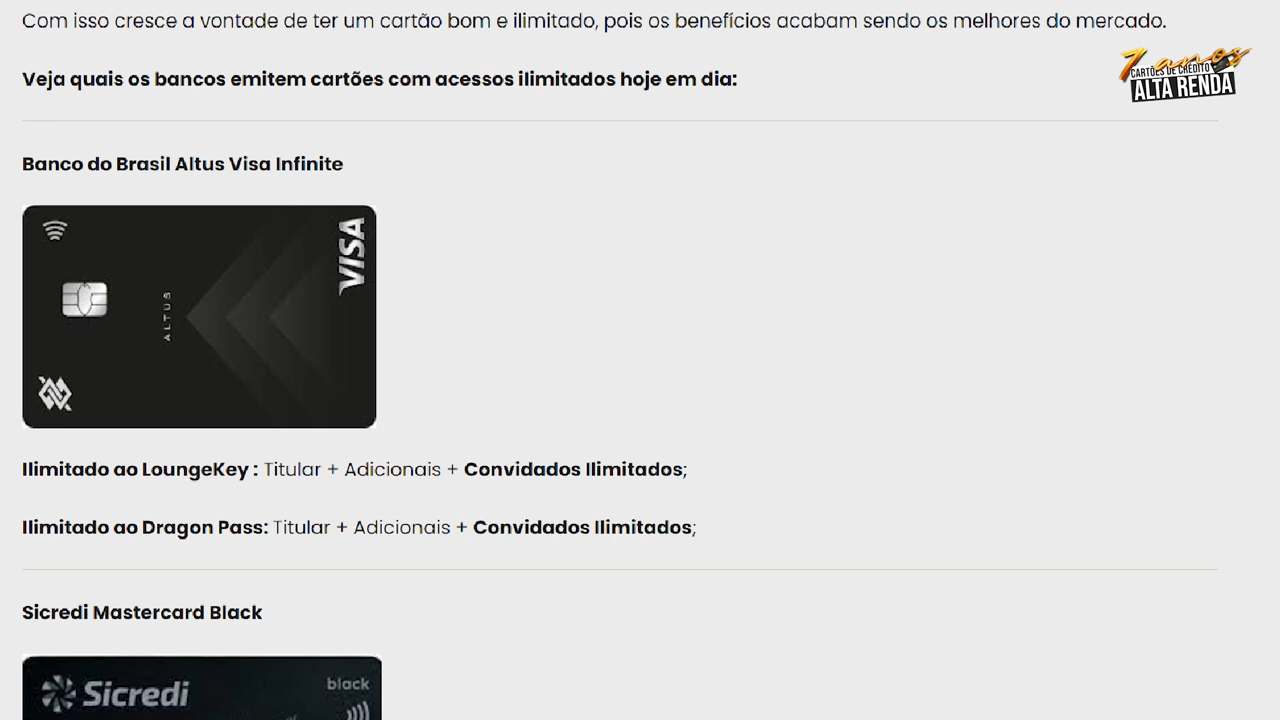 Com isso cresce a vontade de ter um cartão bom e ilimitado, pois os benefícios acabam sendo os melhores do mercado.
7 anos
CARTÕES DE CRÉDITO
ALTA RENDA
Veja quais os bancos emitem cartões com acessos ilimitados hoje em dia:
Banco do Brasil Altus Visa Infinite
VISA
ALTUS
Ilimitado ao LoungeKey : Titular + Adicionais + Convidados Ilimitados;
Ilimitado ao Dragon Pass: Titular + Adicionais + Convidados Ilimitados;
Sicredi Mastercard Black
Sicredi
black